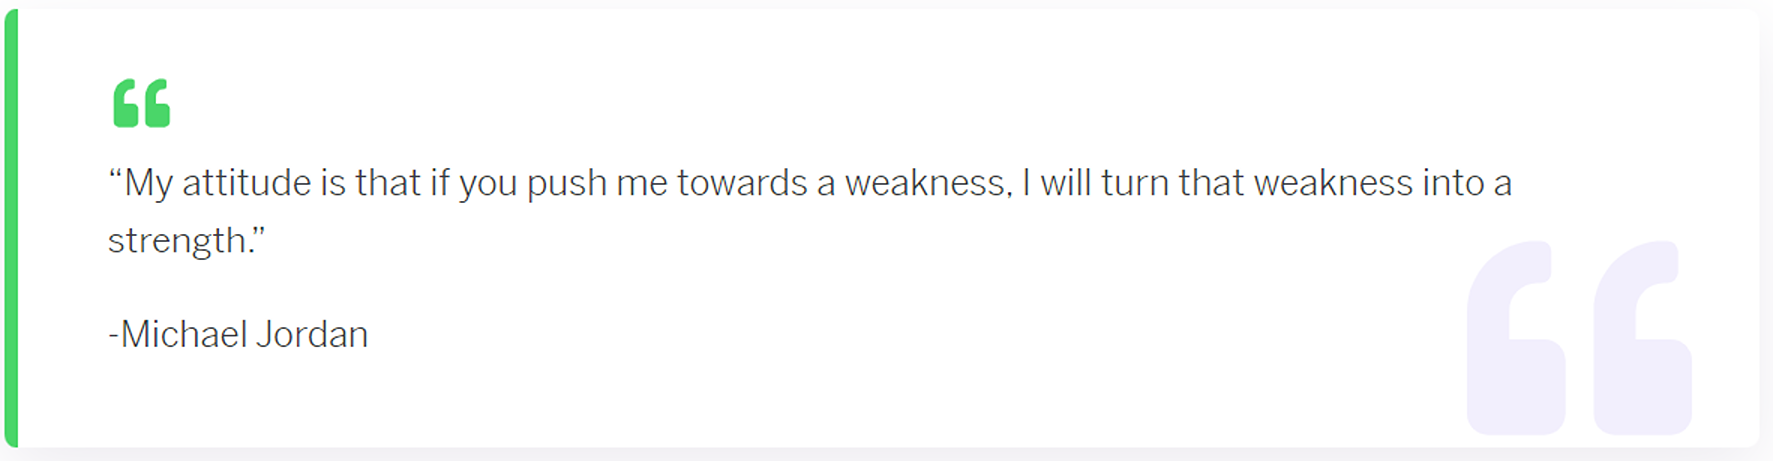 “My attitude is that if you push me towards a weakness, I will turn that weakness into a
strength.”
-Michael Jordan